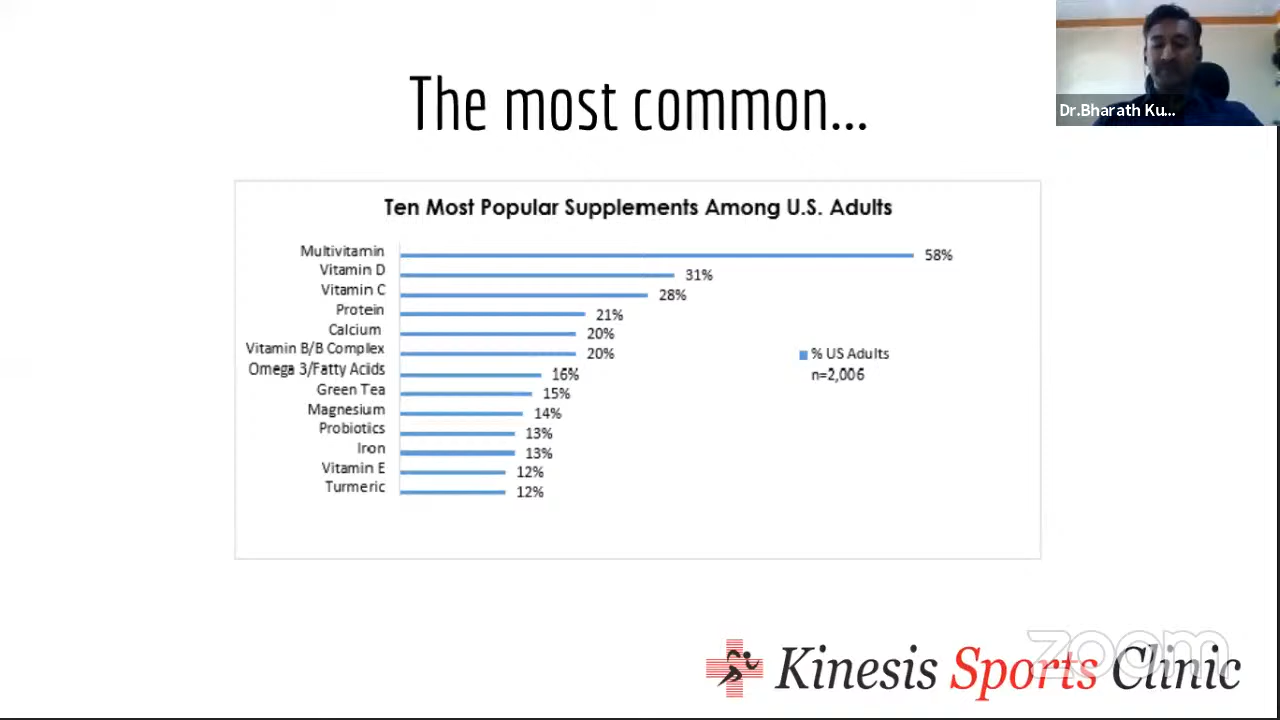 The most common...
Dr.Bharath Ku...
Ten Most Popular Supplements Among U.S. Adults
Multivitamin 58%
Vitamin D 31%
Vitamin C 28%
Protein 21%
Calcium 20%
Vitamin B/B Complex 20%
Omega 3/Fatty Acids 16%
Green Tea 15%
Magnesium 14%
Probiotics 13%
Iron 13%
Vitamin E 12%
Turmeric 12%
% US Adults
n=2,006
zoom
Kinesis Sports Clinic